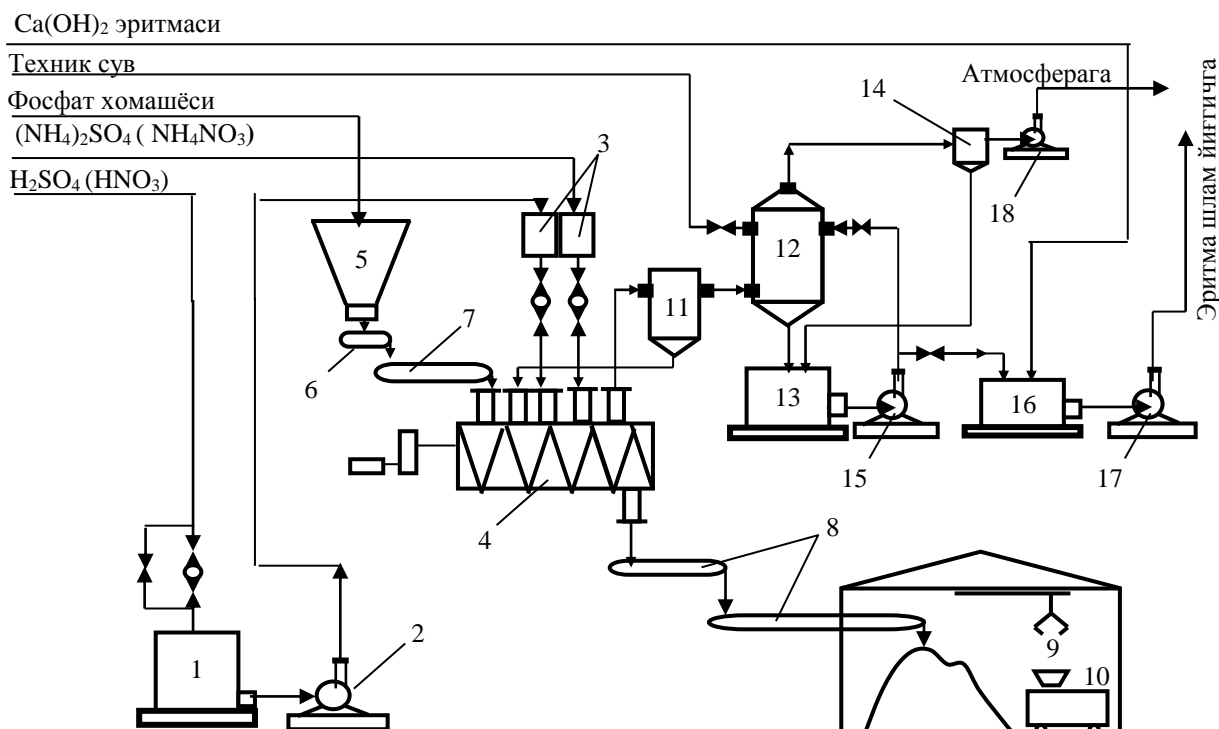 Ca(OH)2 эритмаси
Техник сув
Фосфат хомашёси
(NH4)2SO4 ( NH4NO3)
H2SO4 (HNO3)
Атмосферага
Эритма шлам йиғгичга
14
3
18
5
12
11
7
6
13
16
15
17
4
8
2
9
1
10